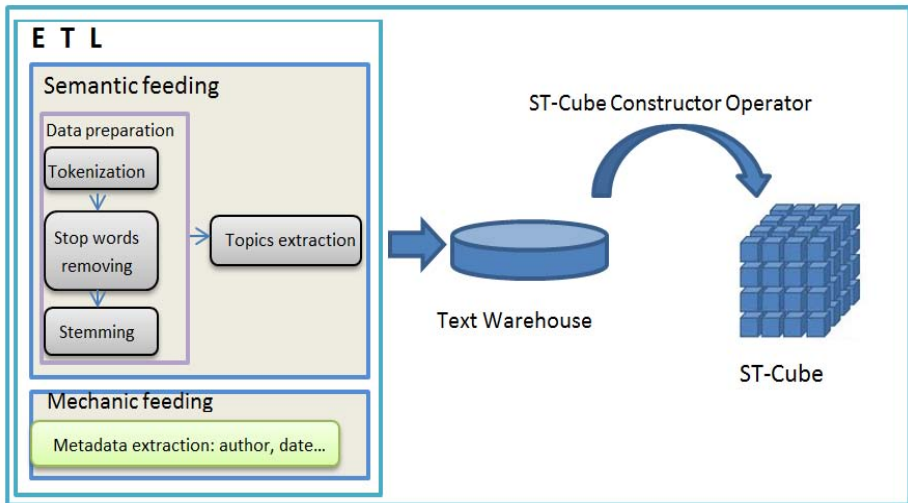 E T L
Semantic feeding
Data preparation
Tokenization
Stop words
removing
Stemming
Topics extraction
Mechanic feeding
Metadata extraction: author, date...
Text Warehouse
ST-Cube Constructor Operator
ST-Cube